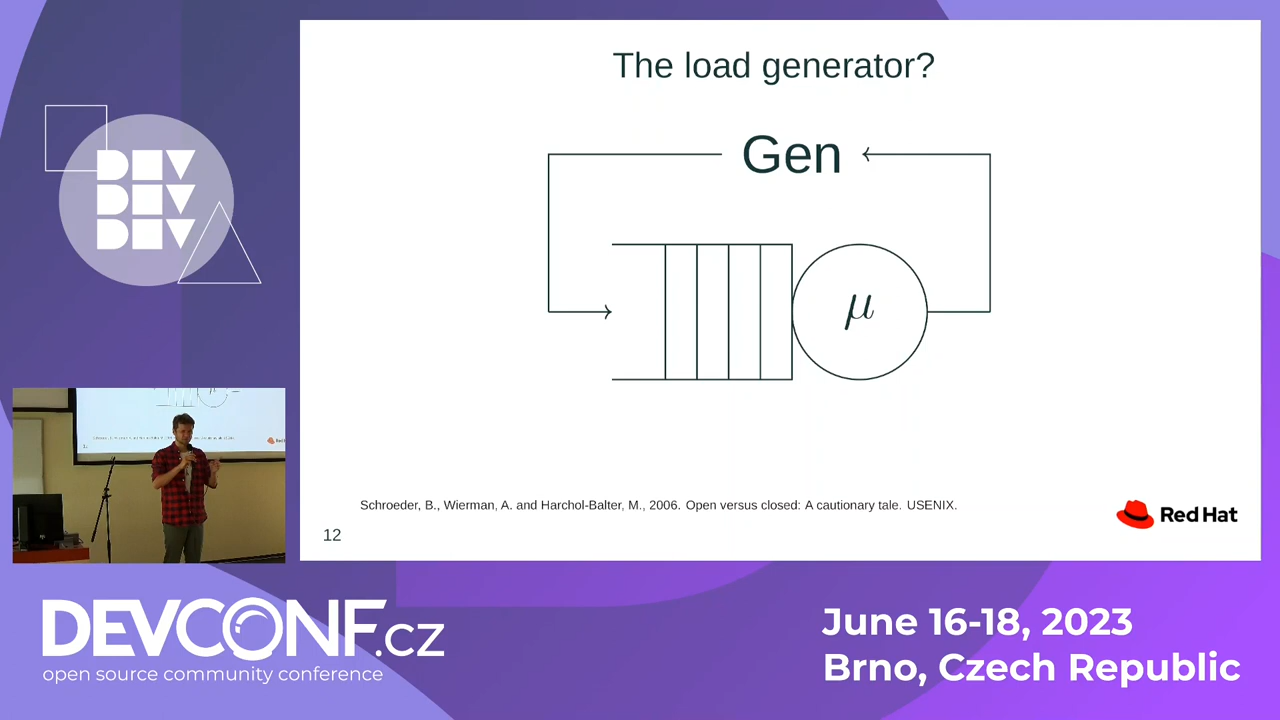 The load generator?
Gen
μ
Schroeder, B., Wierman, A. and Harchol-Balter, M., 2006. Open versus closed: A cautionary tale. USENIX.
12
Red Hat
DEV
DEV
DEV
DEVCONF.cz
open source community conference
June 16-18, 2023
Brno, Czech Republic